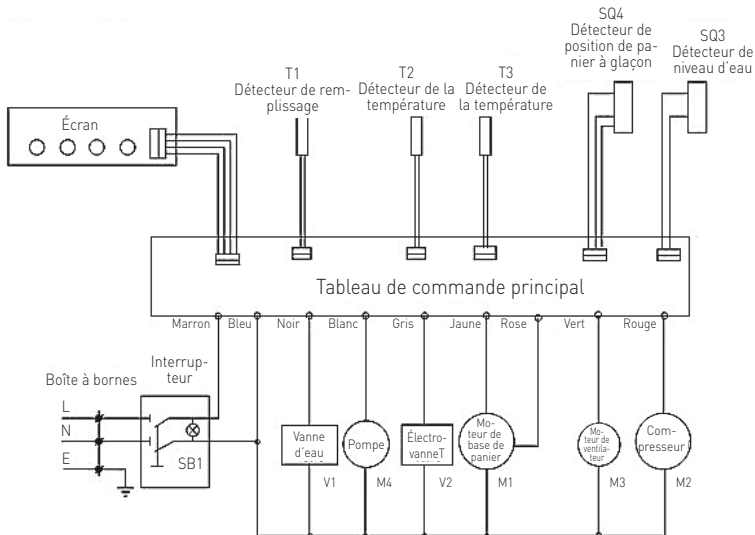 SQ4
Détecteur de
position de pa-
nier à glaçon
SQ3
Détecteur de
niveau d'eau
T1
Détecteur de rem-
plissage
T2
Détecteur de la
température
T3
Détecteur de
la température
Écran
Tableau de commande principal
Marron
Bleu
Noir
Blanc
Gris
Jaune
Rose
Vert
Rouge
Boîte à bornes
Interrup-
teur
L
N
E
SB1
Vanne
d'eau
V1
Pompe
M4
Électro-
vanneT
V2
Mo-
teur de
base de
panier
M1
Mo-
teur de
ventila-
teur
M3
Com-
presseur
M2